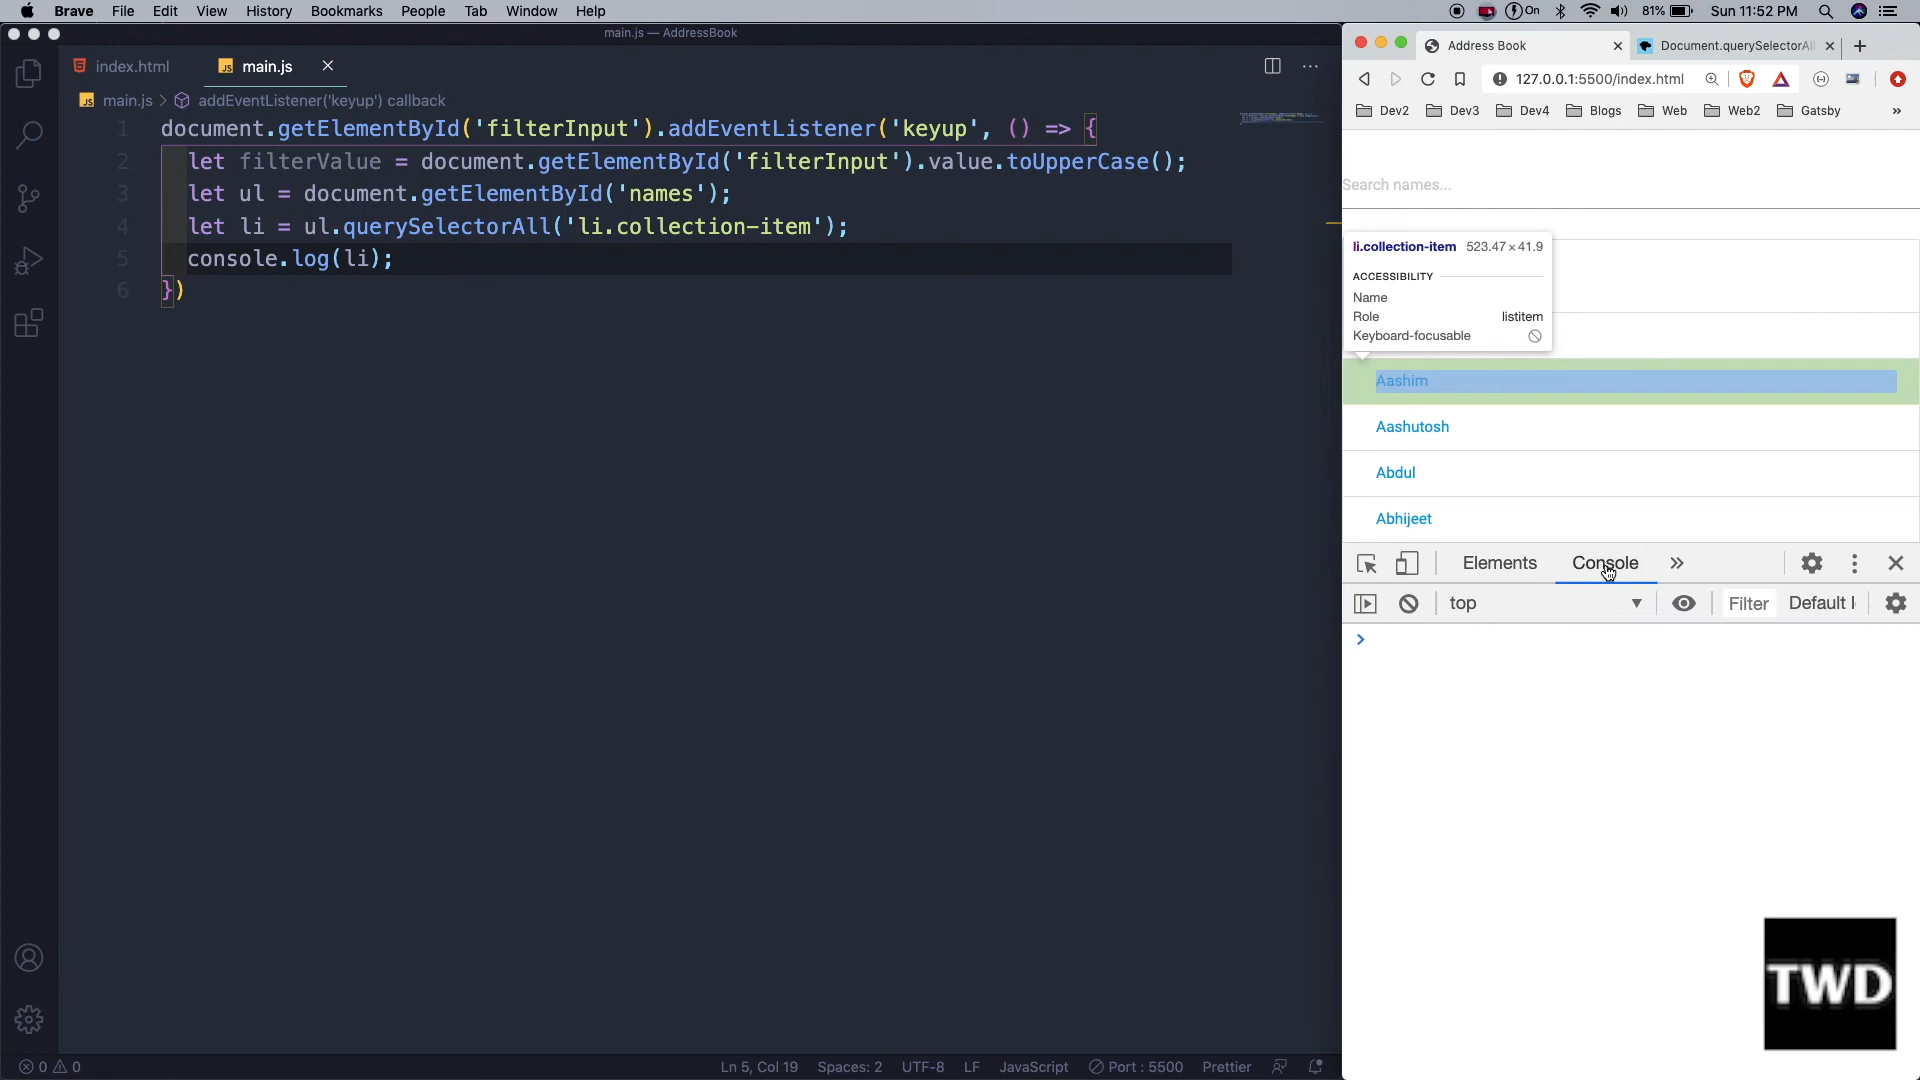 Brave File Edit View History Bookmarks People Tab Window Help
On 81% Sun 11:52 PM
main.js — AddressBook
index.html main.js
main.js > addEventListener('keyup') callback
1 document.getElementById('filterInput').addEventListener('keyup', () => {
2 let filterValue = document.getElementById('filterInput').value.toUpperCase();
3 let ul = document.getElementById('names');
4 let li = ul.querySelectorAll('li.collection-item');
5 console.log(li);
6 })
0 0
Ln 5, Col 19 Spaces: 2 UTF-8 LF JavaScript Port : 5500 Prettier
Address Book Document.querySelectorAll
127.0.0.1:5500/index.html
Dev2 Dev3 Dev4 Blogs Web Web2 Gatsby »
Search names...
li.collection-item 523.47 × 41.9
ACCESSIBILITY
Name
Role listitem
Keyboard-focusable
Aashim
Aashutosh
Abdul
Abhijeet
Elements Console »
top Filter Default l
>
TWD